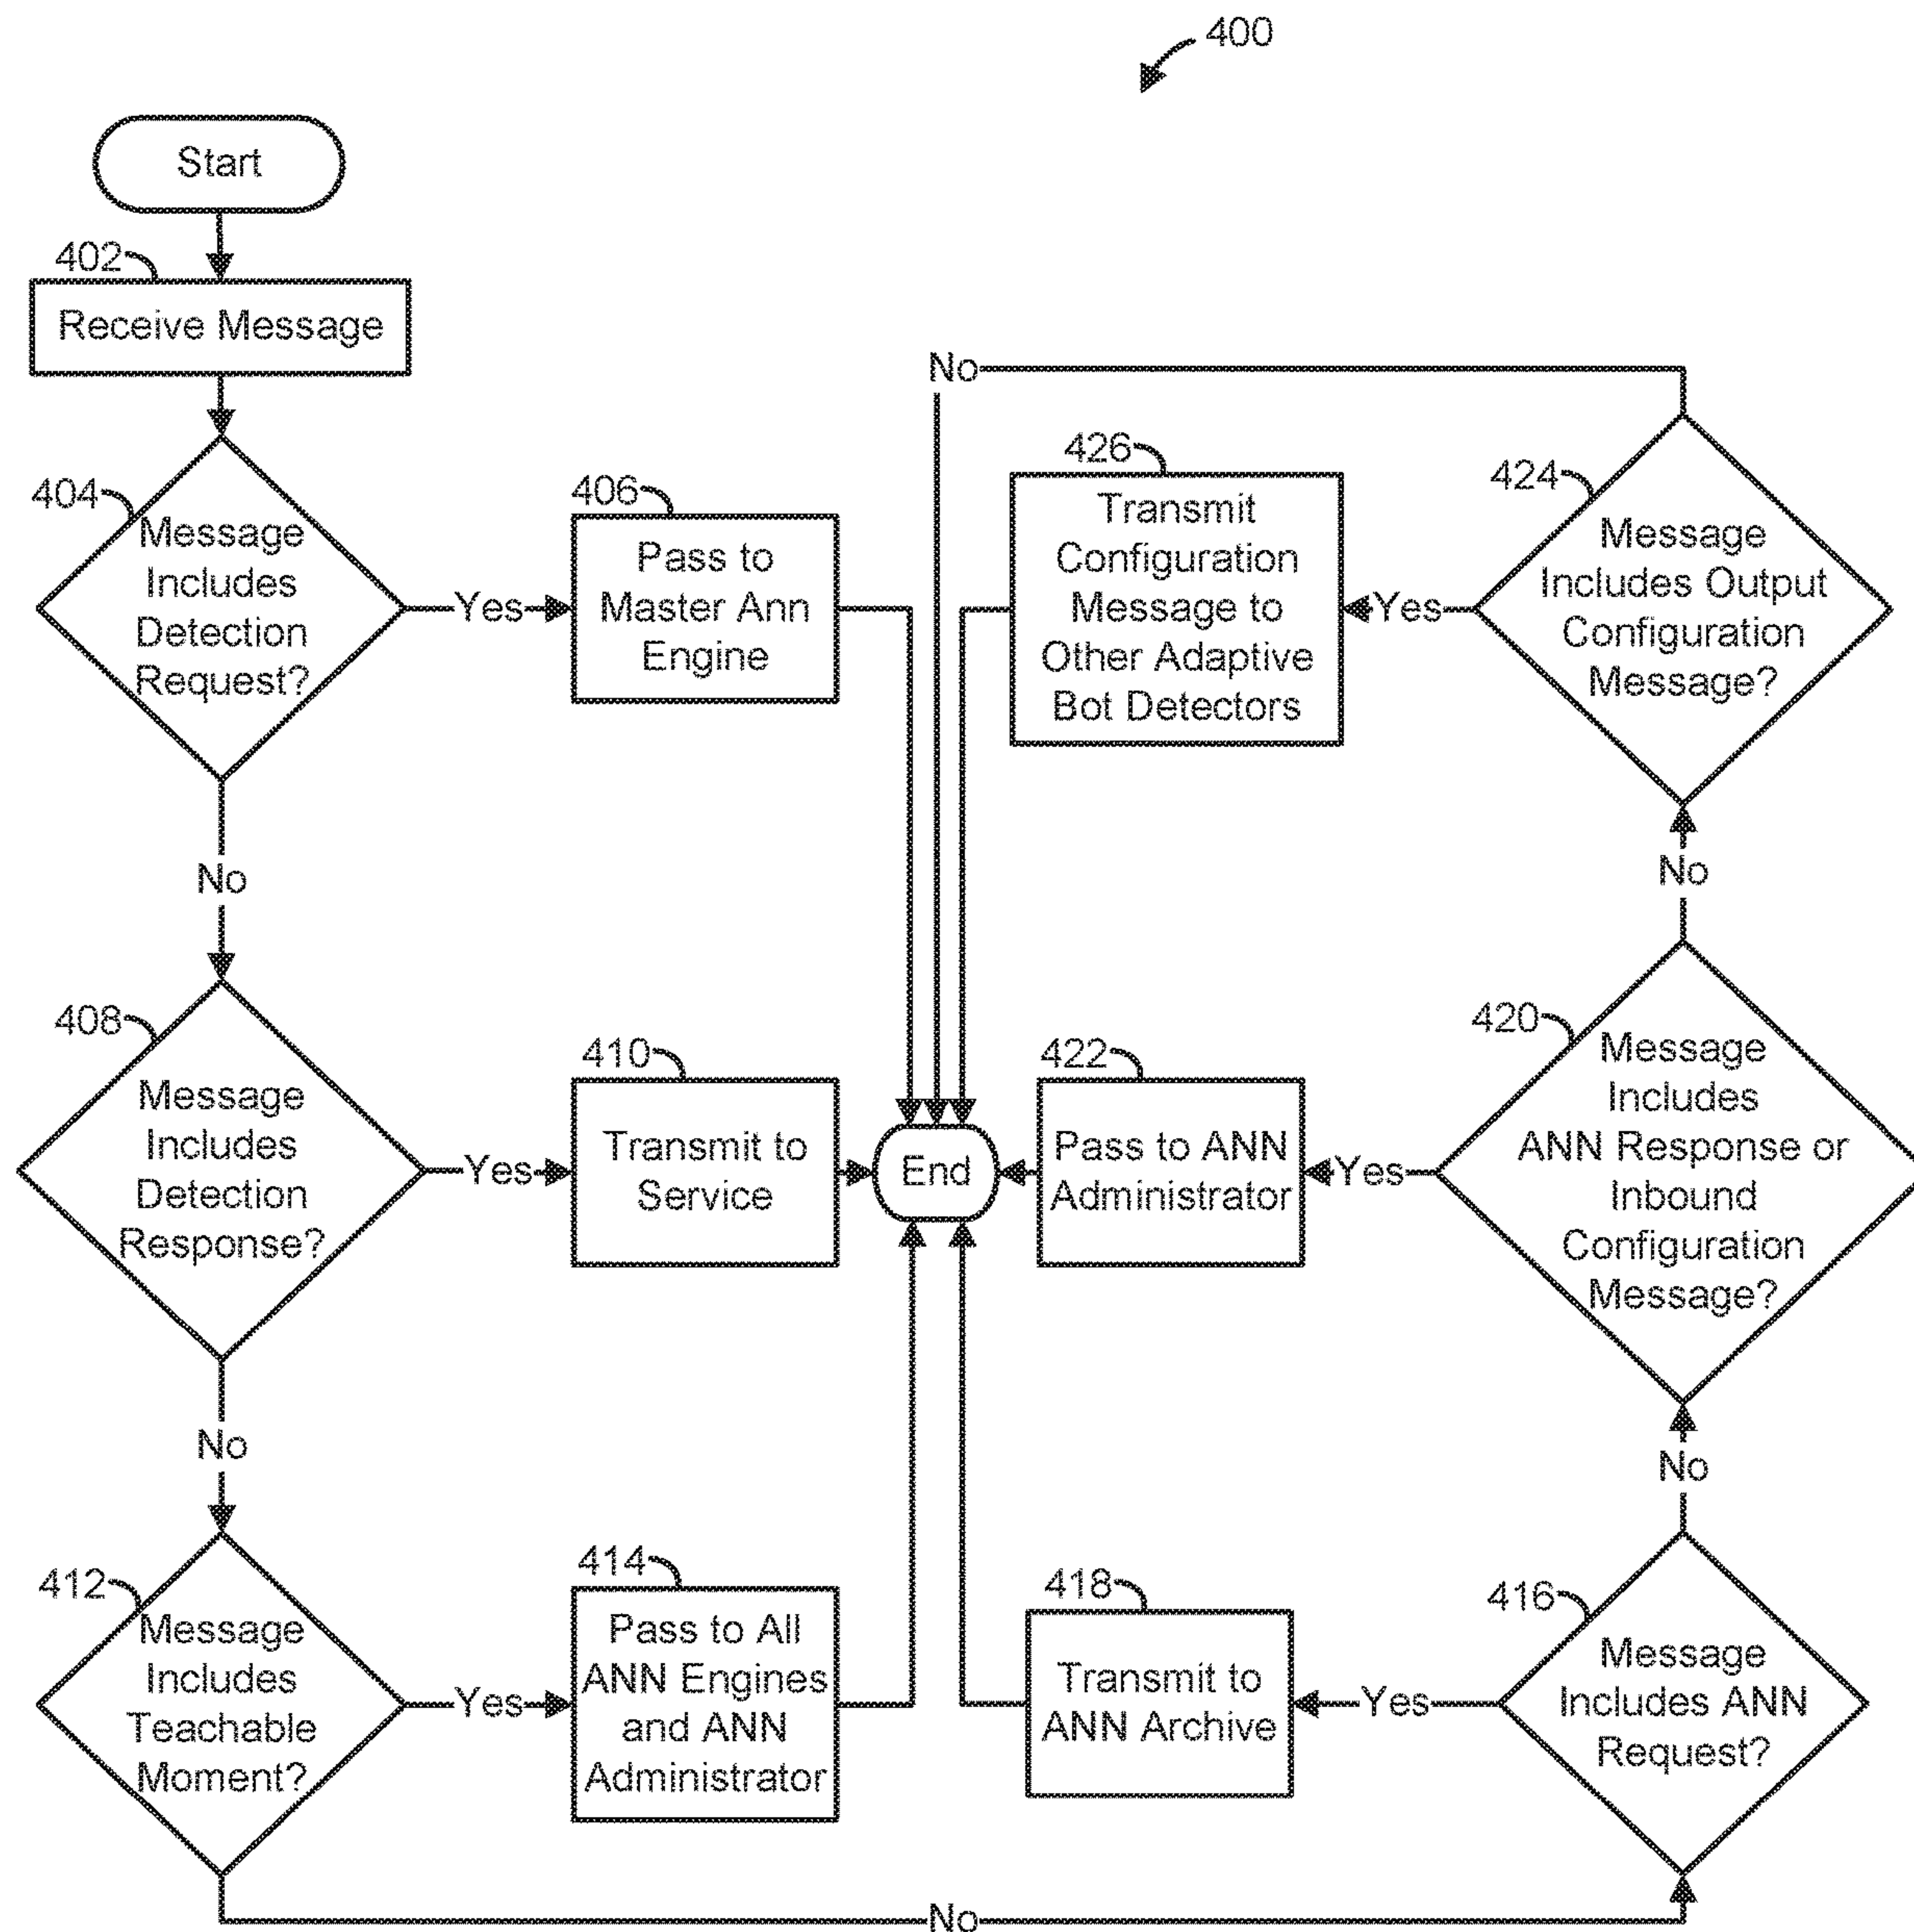 400
Start
402
Receive Message
404
Message
Includes
Detection
Request?
Yes
406
Pass to
Master Ann
Engine
No
408
Message
Includes
Detection
Response?
Yes
410
Transmit to
Service
No
412
Message
Includes
Teachable
Moment?
Yes
414
Pass to All
ANN Engines
and ANN
Administrator
No
416
Message
Includes ANN
Request?
Yes
418
Transmit to
ANN Archive
No
420
Message
Includes
ANN Response or
Inbound
Configuration
Message?
Yes
422
Pass to ANN
Administrator
No
424
Message
Includes Output
Configuration
Message?
Yes
426
Transmit
Configuration
Message to
Other Adaptive
Bot Detectors
No
End